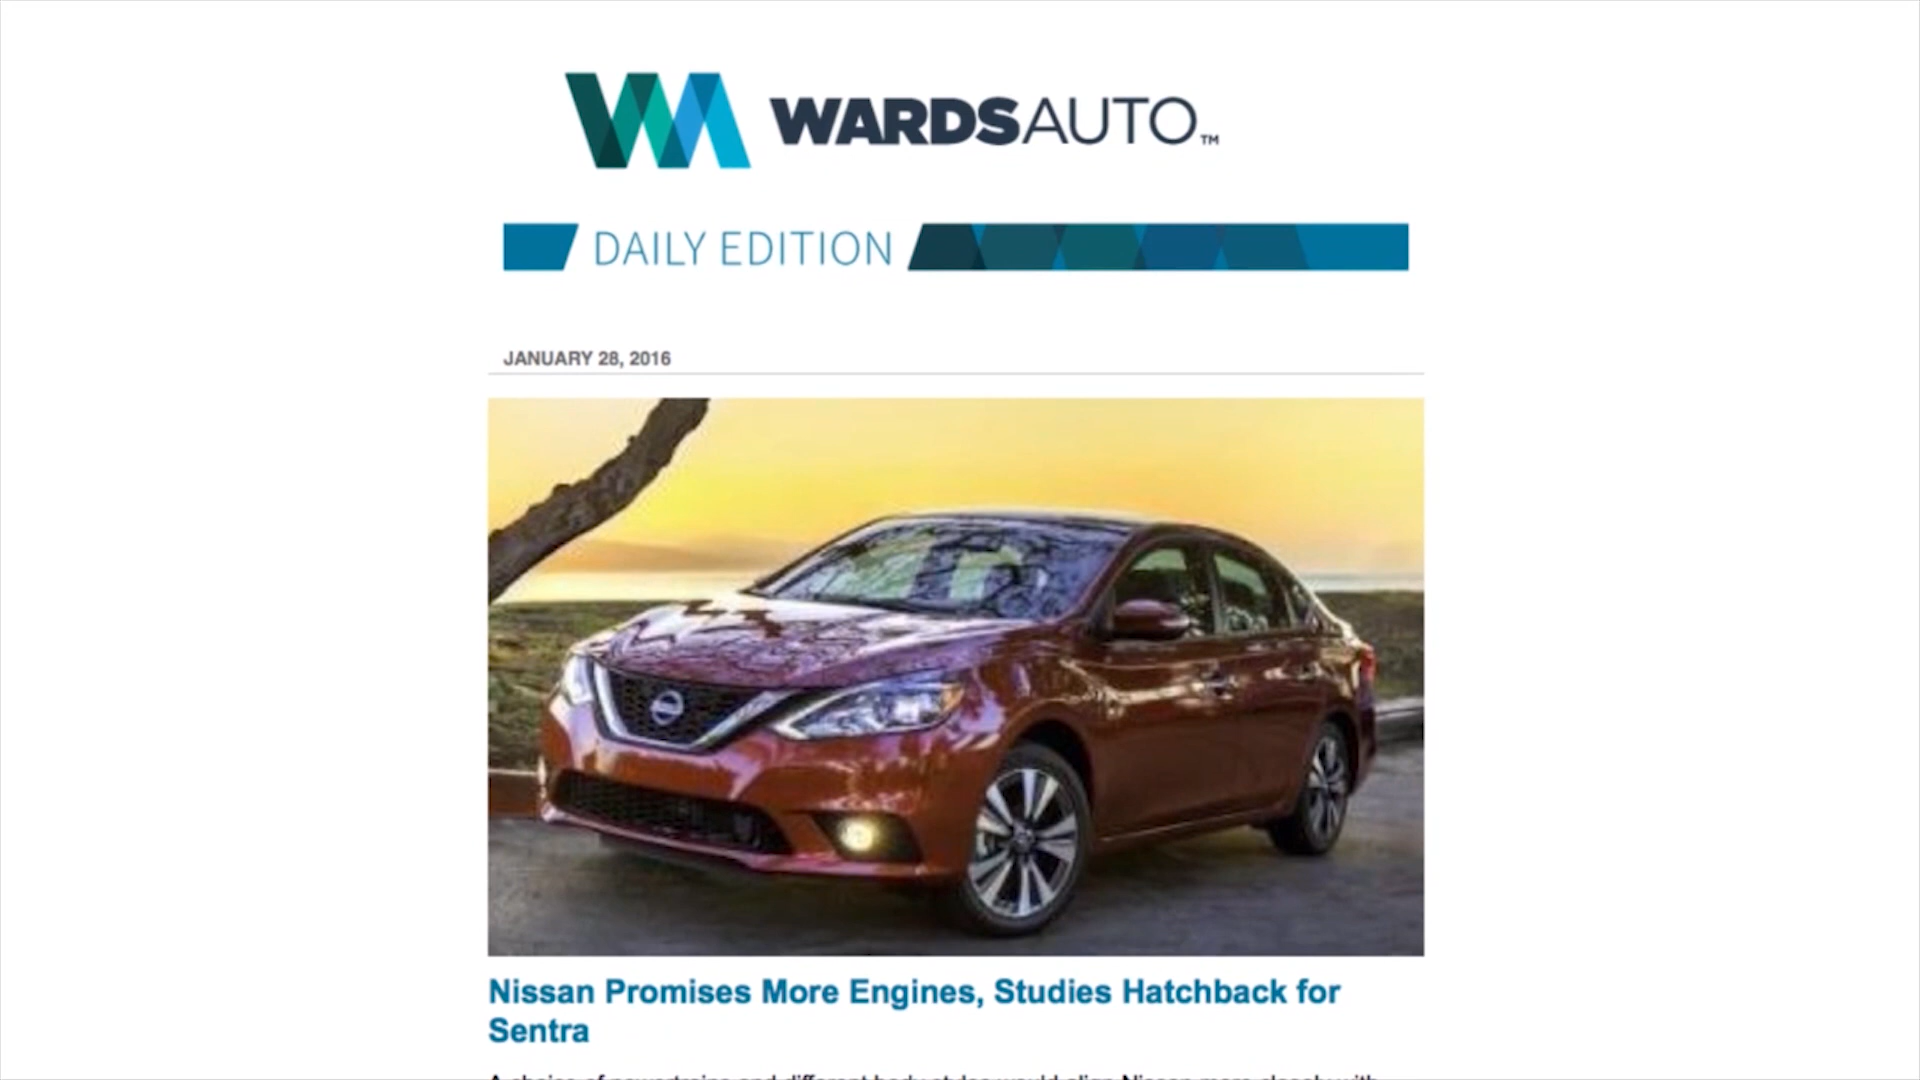 WARDSAUTO™
DAILY EDITION
JANUARY 28, 2016
Nissan Promises More Engines, Studies Hatchback for
Sentra